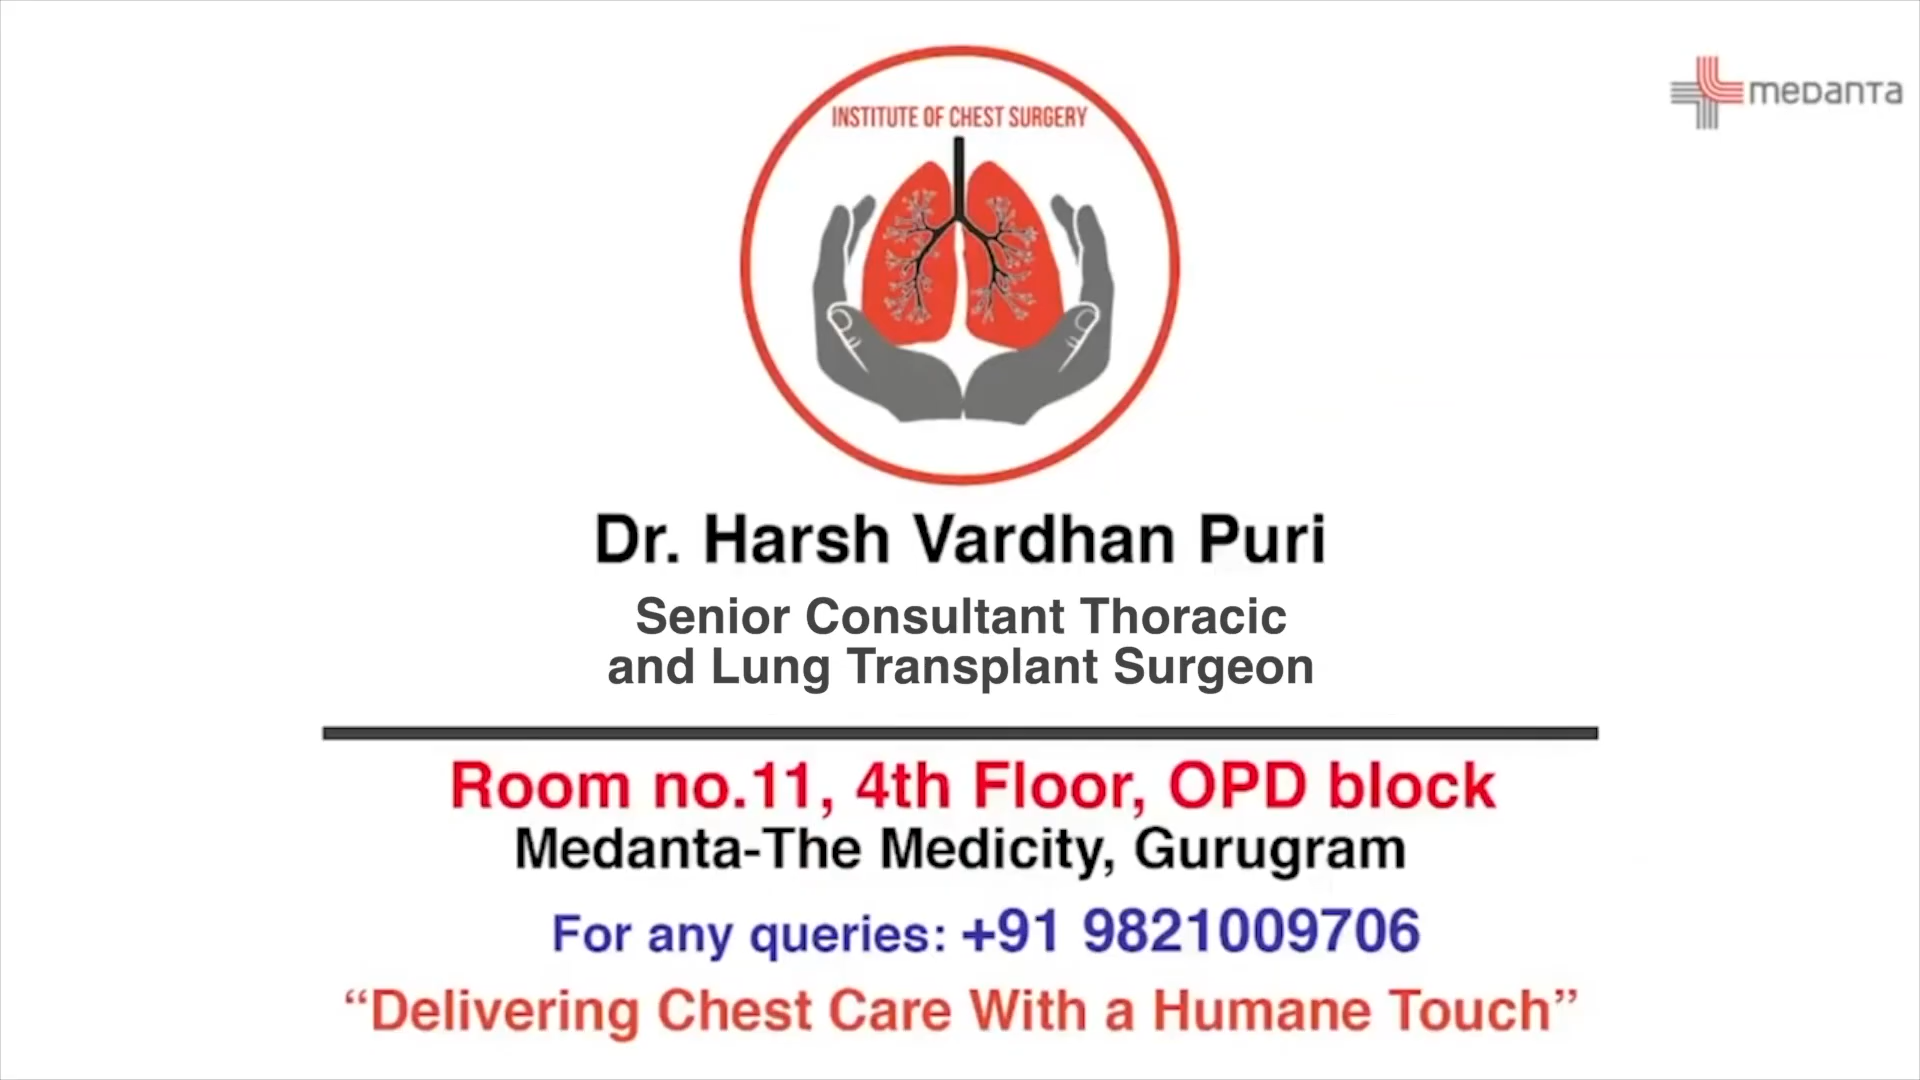 INSTITUTE OF CHEST SURGERY
medanta
Dr. Harsh Vardhan Puri
Senior Consultant Thoracic
and Lung Transplant Surgeon
Room no.11, 4th Floor, OPD block
Medanta-The Medicity, Gurugram
For any queries: +91 9821009706
“Delivering Chest Care With a Humane Touch”